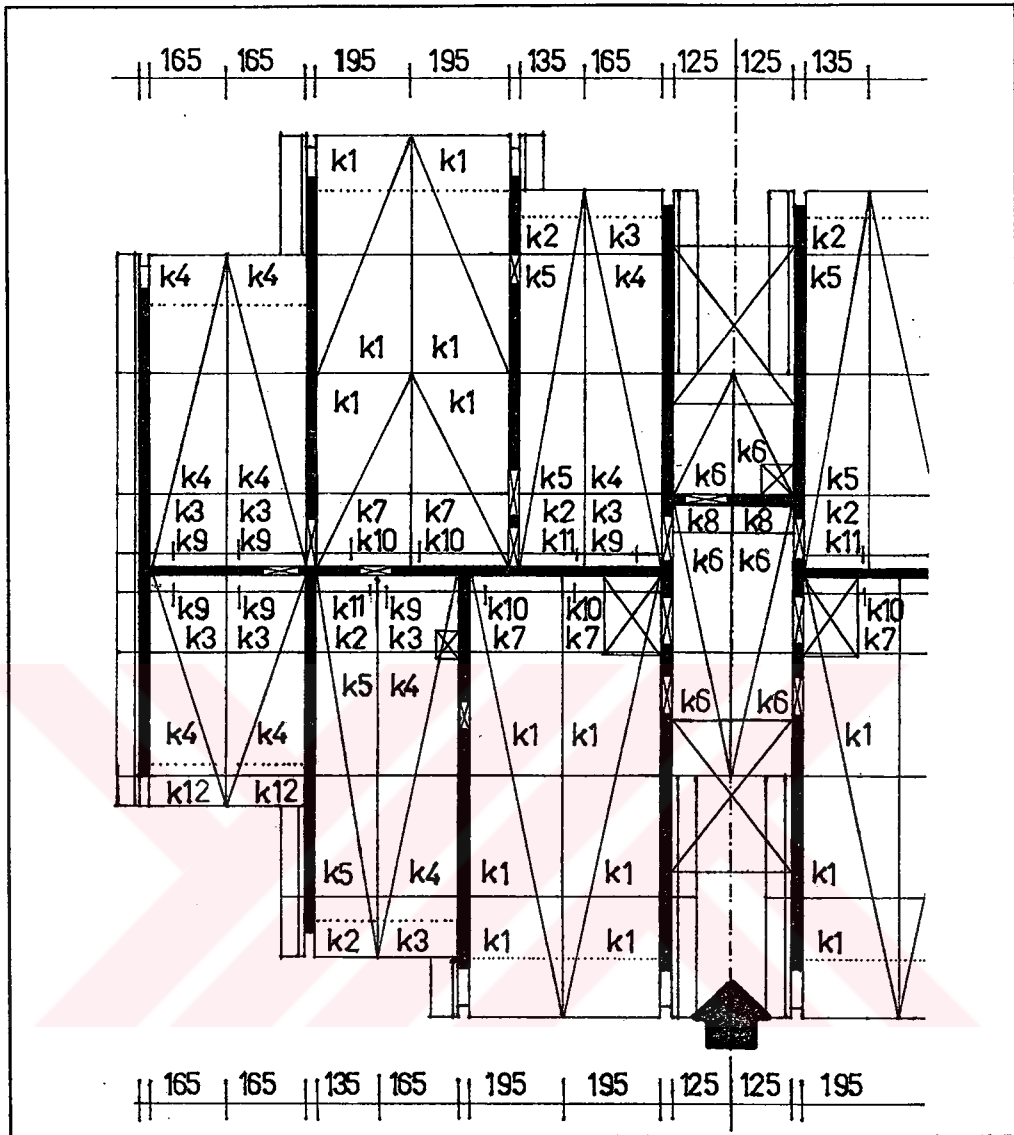 165 165 195 195 135 165 125 125 135
k1 k1
k2 k3 k2
k4 k4 k5 k4 k5
k1 k1
k1 k1
k6 k6
k4 k4 k5 k4 k5
k3 k3 k7 k7 k2 k3 k8 k8 k2
k9 k9 k10 k10 k11 k9 k11
k6 k6
k9 k9 k11 k9 k10 k10 k10
k3 k3 k2 k3 k7 k7 k7
k5 k4
k6 k6
k4 k4 k1 k1 k1
k12 k12
k5 k4 k1 k1 k1
k2 k3 k1 k1 k1
165 165 135 165 195 195 125 125 195